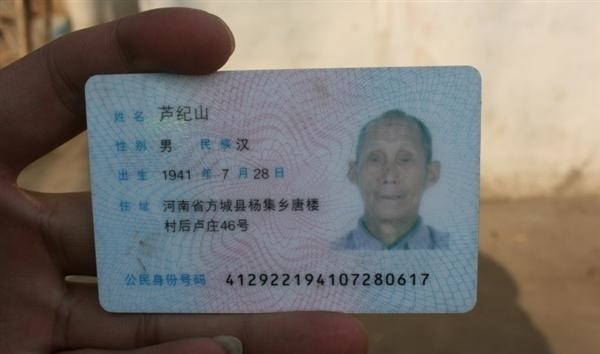 姓名 芦纪山
性别 男 民族 汉
出生 1941 年 7 月 28 日
住址 河南省方城县杨集乡唐楼
村后卢庄46号
公民身份号码 412922194107280617